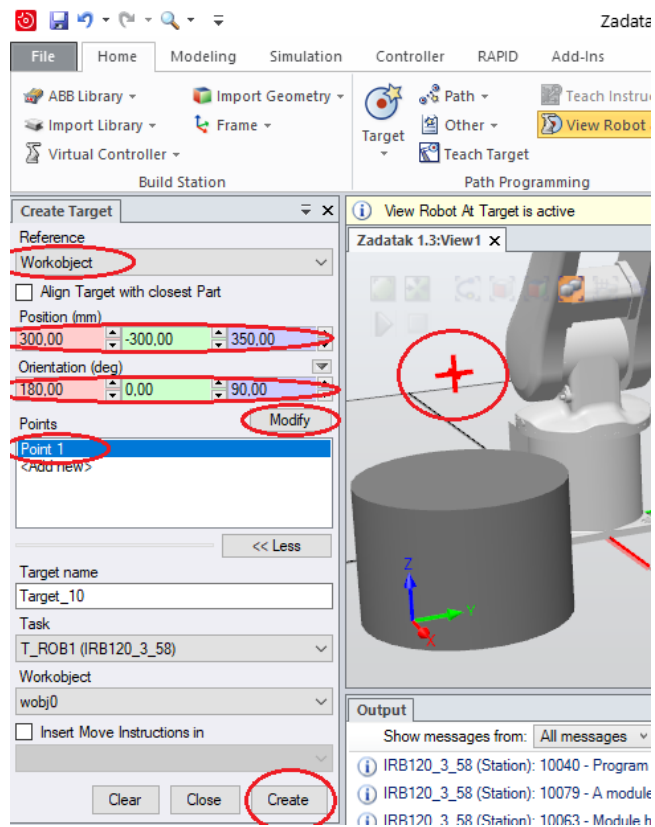 Zadata
File Home Modeling Simulation Controller RAPID Add-Ins
ABB Library Import Geometry Path Teach Instruc
Import Library Frame Target Other View Robot
Virtual Controller Teach Target
Build Station Path Programming
Create Target
Reference
Workobject
Align Target with closest Part
Position (mm)
300,00 -300,00 350,00
Orientation (deg)
180,00 0,00 90,00
Points Modify
Point 1
<Add new>
<< Less
Target name
Target_10
Task
T_ROB1 (IRB120_3_58)
Workobject
wobj0
Insert Move Instructions in
Clear Close Create
View Robot At Target is active
Zadatak 1.3:View1
Z
Y
X
Output
Show messages from: All messages
IRB120_3_58 (Station): 10040 - Program
IRB120_3_58 (Station): 10079 - A module
IRB120_3_58 (Station): 10063 - Module h